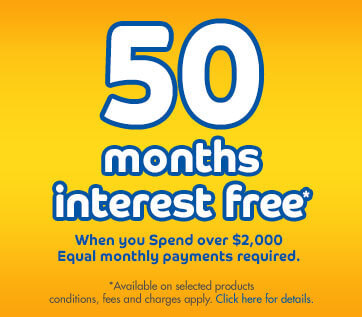 50
months
interest free*
When you Spend over $2,000
Equal monthly payments required.
*Available on selected products
conditions, fees and charges apply. Click here for details.